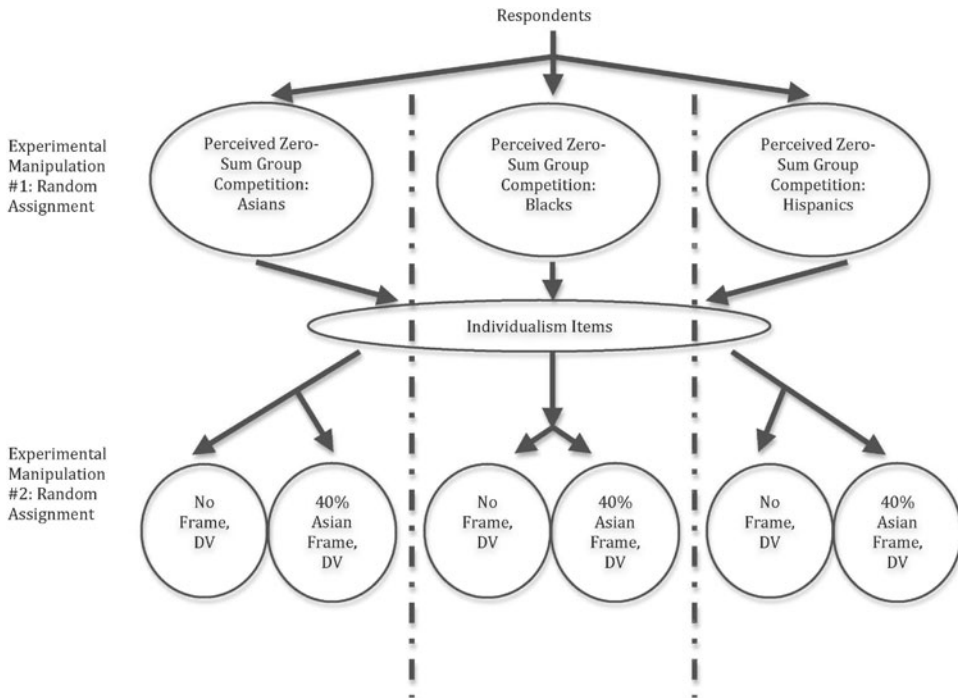 Respondents
Experimental
Manipulation
#1: Random
Assignment
Perceived Zero-
Sum Group
Competition:
Asians
Perceived Zero-
Sum Group
Competition:
Blacks
Perceived Zero-
Sum Group
Competition:
Hispanics
Individualism Items
Experimental
Manipulation
#2: Random
Assignment
No
Frame,
DV
40%
Asian
Frame,
DV
No
Frame,
DV
40%
Asian
Frame,
DV
No
Frame,
DV
40%
Asian
Frame,
DV